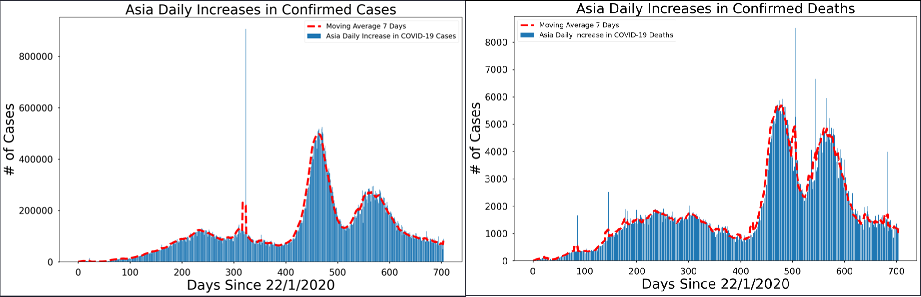 Asia Daily Increases in Confirmed Cases
Moving Average 7 Days
Asia Daily Increase in COVID-19 Cases
800000
600000
400000
200000
0
# of Cases
0 100 200 300 400 500 600 700
Days Since 22/1/2020
Asia Daily Increases in Confirmed Deaths
Moving Average 7 Days
Asia Daily Increase in COVID-19 Deaths
8000
7000
6000
5000
4000
3000
2000
1000
0
# of Cases
0 100 200 300 400 500 600 700
Days Since 22/1/2020